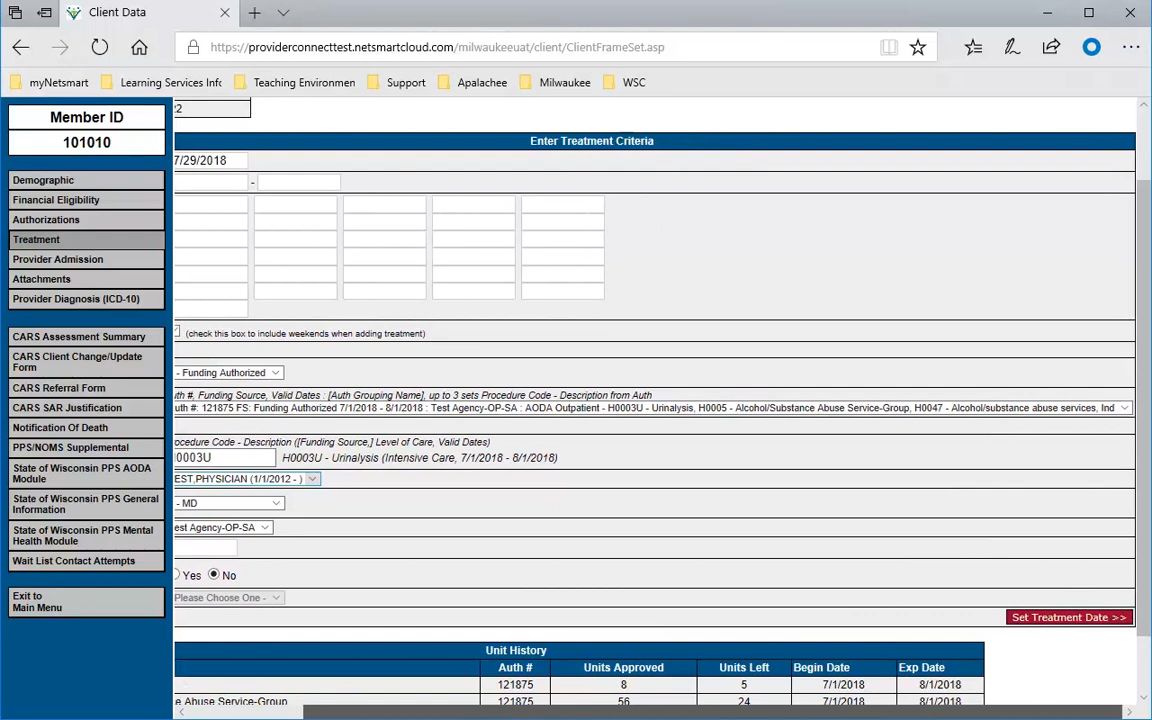 Client Data
https://providerconnecttest.netsmartcloud.com/milwaukeeuat/client/ClientFrameSet.asp
myNetsmart Learning Services Info Teaching Environmen Support Apalachee Milwaukee WSC
Member ID
101010
Demographic
Financial Eligibility
Authorizations
Treatment
Provider Admission
Attachments
Provider Diagnosis (ICD-10)
CARS Assessment Summary
CARS Client Change/Update
Form
CARS Referral Form
CARS SAR Justification
Notification Of Death
PPS/NOMS Supplemental
State of Wisconsin PPS AODA
Module
State of Wisconsin PPS General
Information
State of Wisconsin PPS Mental
Health Module
Wait List Contact Attempts
Exit to
Main Menu
22
Enter Treatment Criteria
7/29/2018
-
(check this box to include weekends when adding treatment)
- Funding Authorized
uth #, Funding Source, Valid Dates : [Auth Grouping Name], up to 3 sets Procedure Code - Description from Auth
uth #: 121875 FS: Funding Authorized 7/1/2018 - 8/1/2018 : Test Agency-OP-SA : AODA Outpatient - H0003U - Urinalysis, H0005 - Alcohol/Substance Abuse Service-Group, H0047 - Alcohol/substance abuse services, Ind
rocedure Code - Description ([Funding Source,] Level of Care, Valid Dates)
H0003U H0003U - Urinalysis (Intensive Care, 7/1/2018 - 8/1/2018)
EST,PHYSICIAN (1/1/2012 - )
- MD
est Agency-OP-SA
Yes No
Please Choose One -
Set Treatment Date >>
Unit History
Auth # Units Approved Units Left Begin Date Exp Date
121875 8 5 7/1/2018 8/1/2018
e Abuse Service-Group 121875 56 24 7/1/2018 8/1/2018